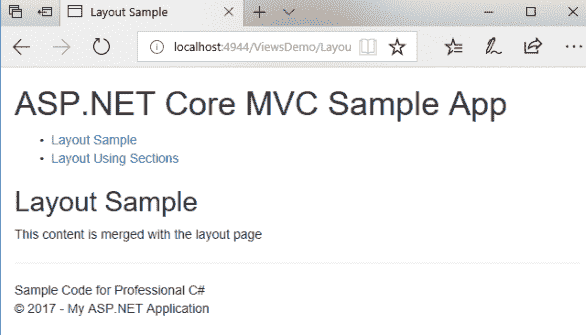 Layout Sample
localhost:4944/ViewsDemo/Layou
ASP.NET Core MVC Sample App
Layout Sample
Layout Using Sections
Layout Sample
This content is merged with the layout page
Sample Code for Professional C#
© 2017 - My ASP.NET Application